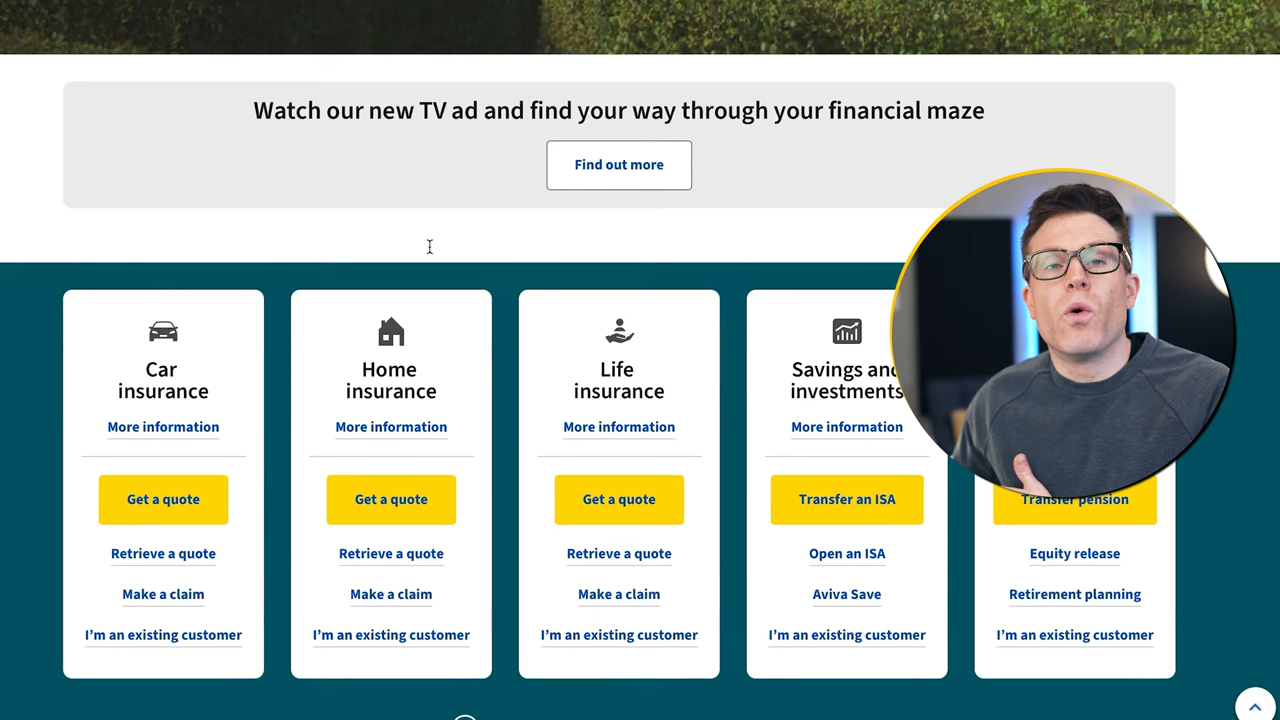 Watch our new TV ad and find your way through your financial maze
Find out more
Car
insurance
More information
Get a quote
Retrieve a quote
Make a claim
I'm an existing customer
Home
insurance
More information
Get a quote
Retrieve a quote
Make a claim
I'm an existing customer
Life
insurance
More information
Get a quote
Retrieve a quote
Make a claim
I'm an existing customer
Savings and
investments
More information
Transfer an ISA
Open an ISA
Aviva Save
I'm an existing customer
Transfer pension
Equity release
Retirement planning
I'm an existing customer